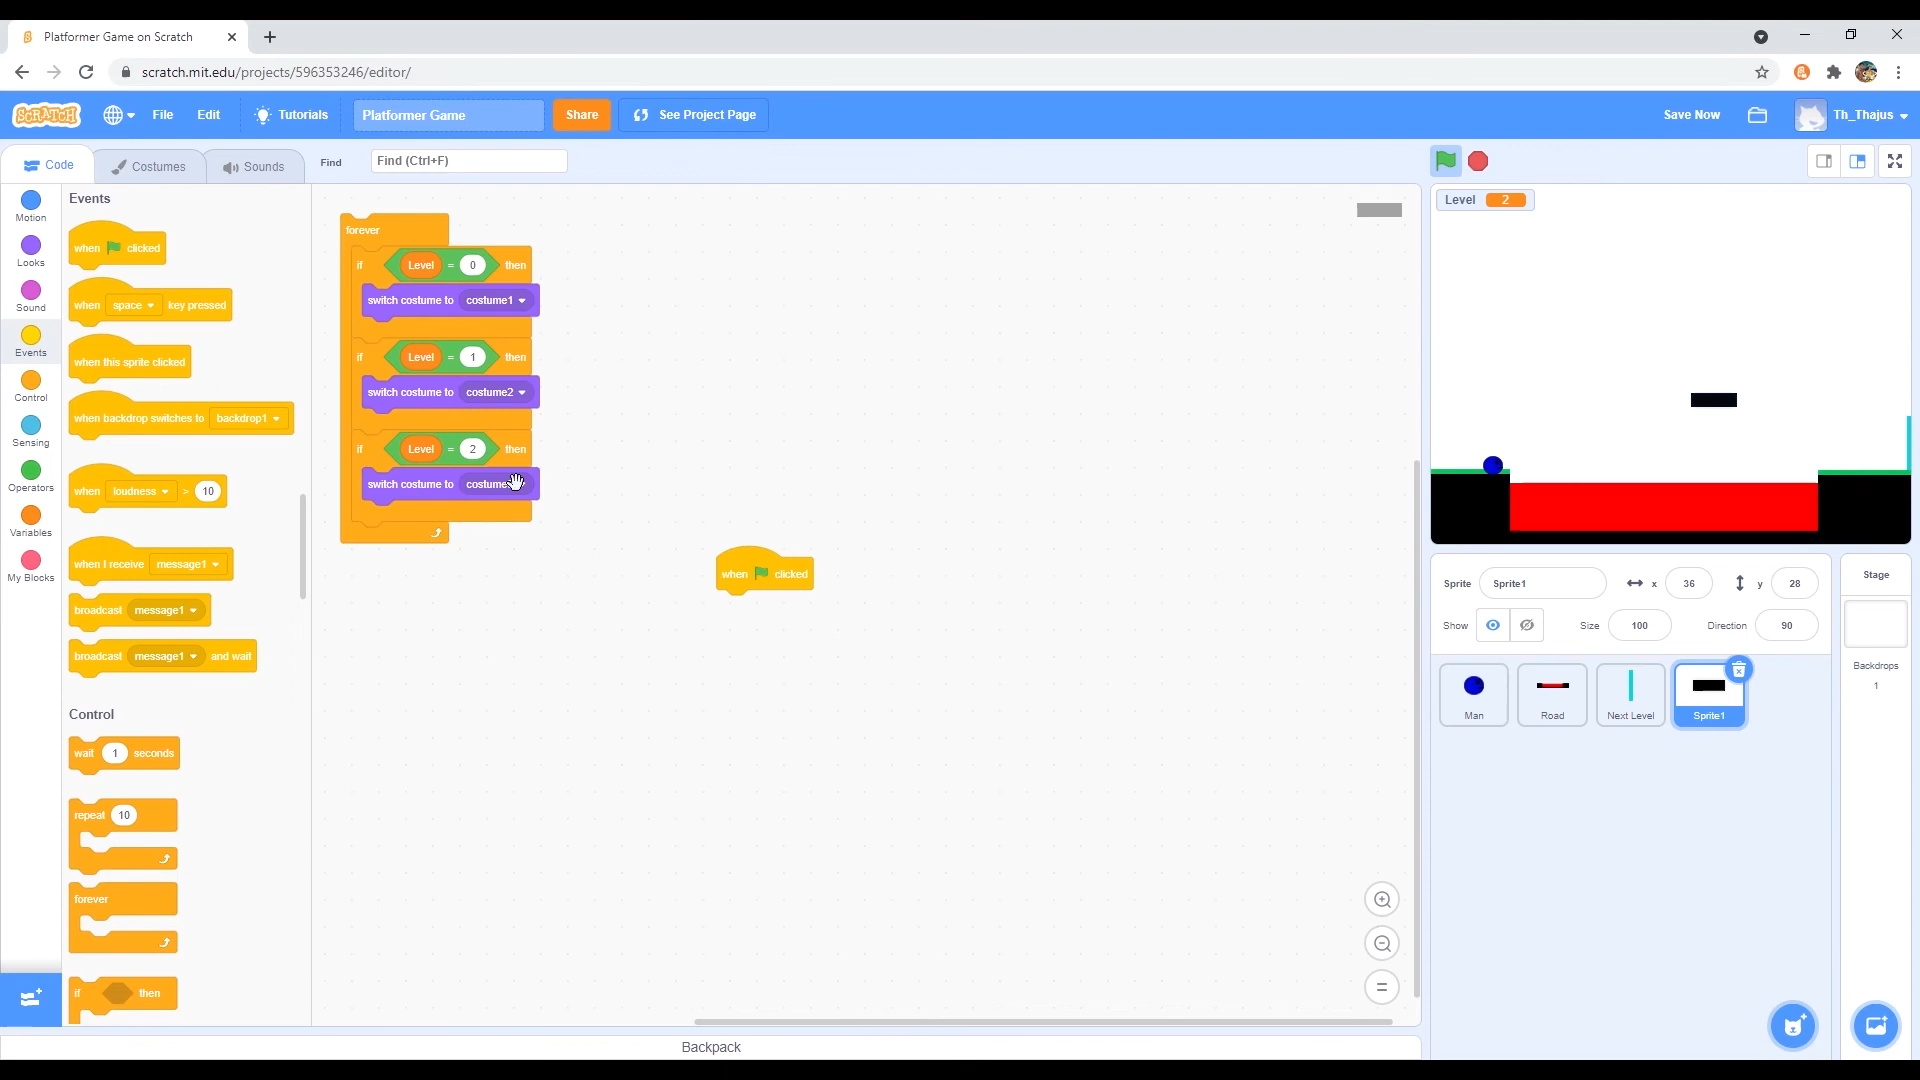 Platformer Game on Scratch
scratch.mit.edu/projects/596353246/editor/
SCRATCH
File
Edit
Tutorials
Platformer Game
Share
See Project Page
Save Now
Th_Thajus
Code
Costumes
Sounds
Find
Find (Ctrl+F)
Motion
Looks
Sound
Events
Control
Sensing
Operators
Variables
My Blocks
Events
when clicked
when space key pressed
when this sprite clicked
when backdrop switches to backdrop1
when loudness > 10
when I receive message1
broadcast message1
broadcast message1 and wait
Control
wait 1 seconds
repeat 10
forever
if then
forever
if Level = 0 then
switch costume to costume1
if Level = 1 then
switch costume to costume2
if Level = 2 then
switch costume to
when clicked
Backpack
Level 2
Sprite Sprite1 x 36 y 28
Show Size 100 Direction 90
Man
Road
Next Level
Sprite1
Stage
Backdrops
1